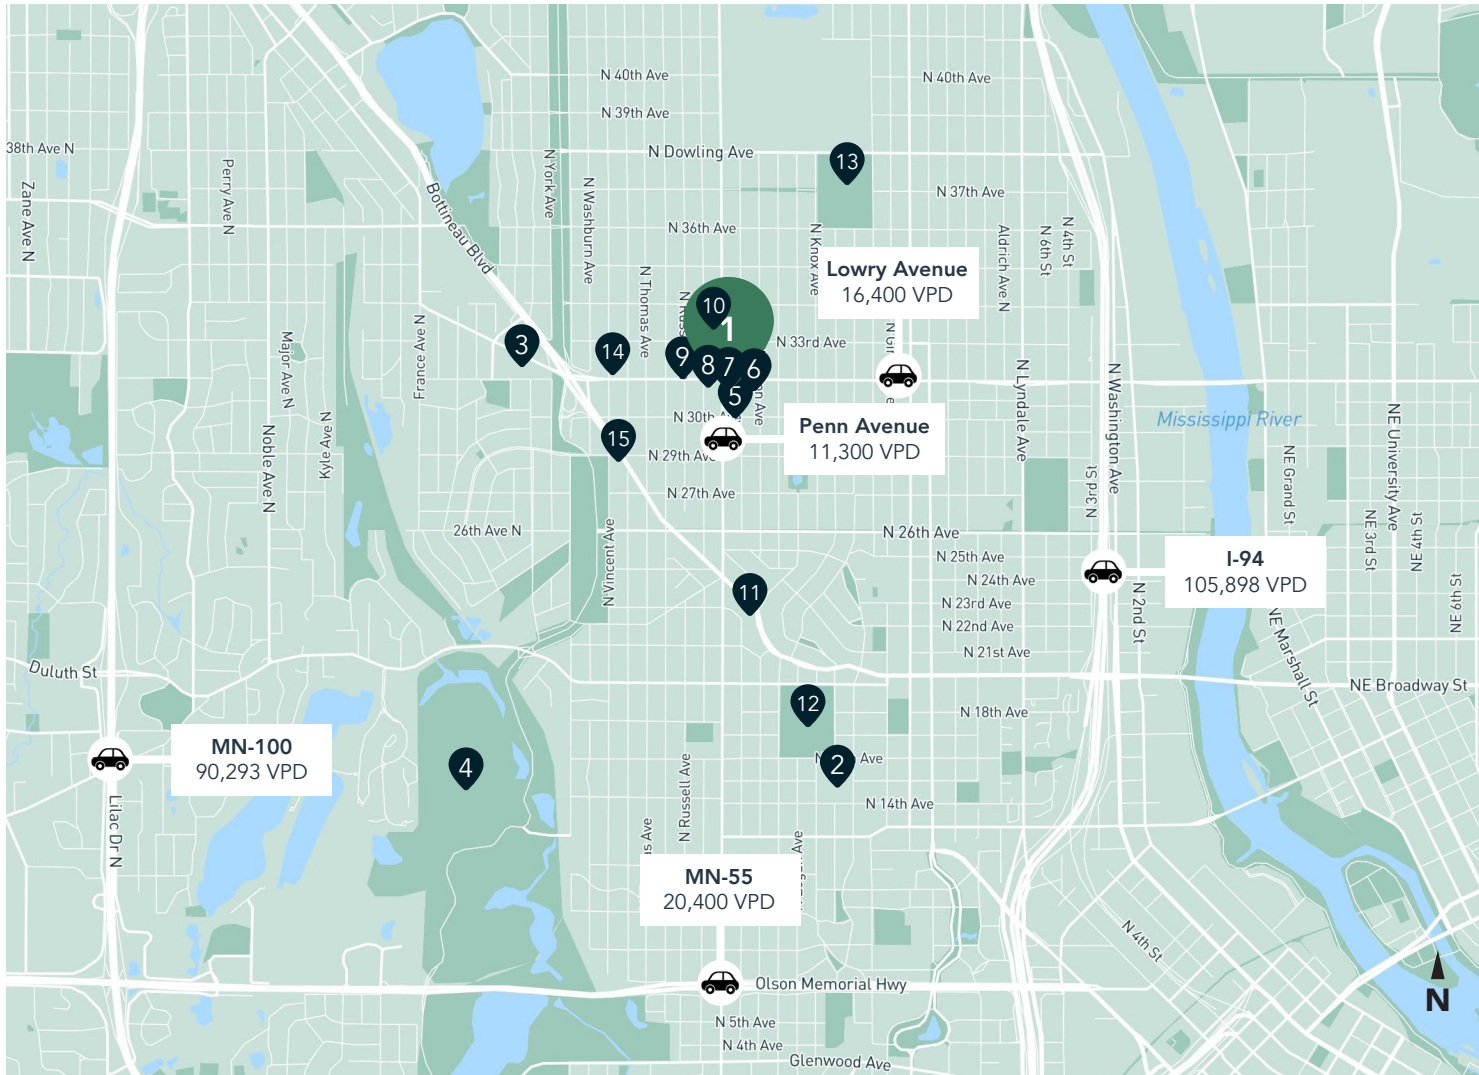 N 40th Ave
N 40th Ave
N 39th Ave
38th Ave N
N Dowling Ave
13
Zane Ave N
Perry Ave N
Bottineau Blvd
N York Ave
N Washburn Ave
N 37th Ave
N 36th Ave
N Knox Ave
Aldrich Ave N
N 6th St
N 4th St
Lowry Avenue
16,400 VPD
N Thomas Ave
10
1
N 33rd Ave
3
14
9
8
7
6
5
France Ave N
Major Ave N
Kyle Ave N
Noble Ave N
N Lyndale Ave
N Washington Ave
Mississippi River
N 30th Ave
Penn Avenue
11,300 VPD
15
N 29th Ave
N 27th Ave
N 3rd St
NE Grand St
NE University Ave
NE 3rd St
NE 4th St
NE 6th St
26th Ave N
N 26th Ave
N Vincent Ave
N 25th Ave
N 24th Ave
N 23rd Ave
N 22nd Ave
N 21st Ave
I-94
105,898 VPD
N 2nd St
NE Marshall St
11
Duluth St
NE Broadway St
12
N 18th Ave
MN-100
90,293 VPD
4
2
Ave
N 14th Ave
N Russell Ave
Lilac Dr N
MN-55
20,400 VPD
Ave
N 4th St
Olson Memorial Hwy
N
N 5th Ave
N 4th Ave
Glenwood Ave